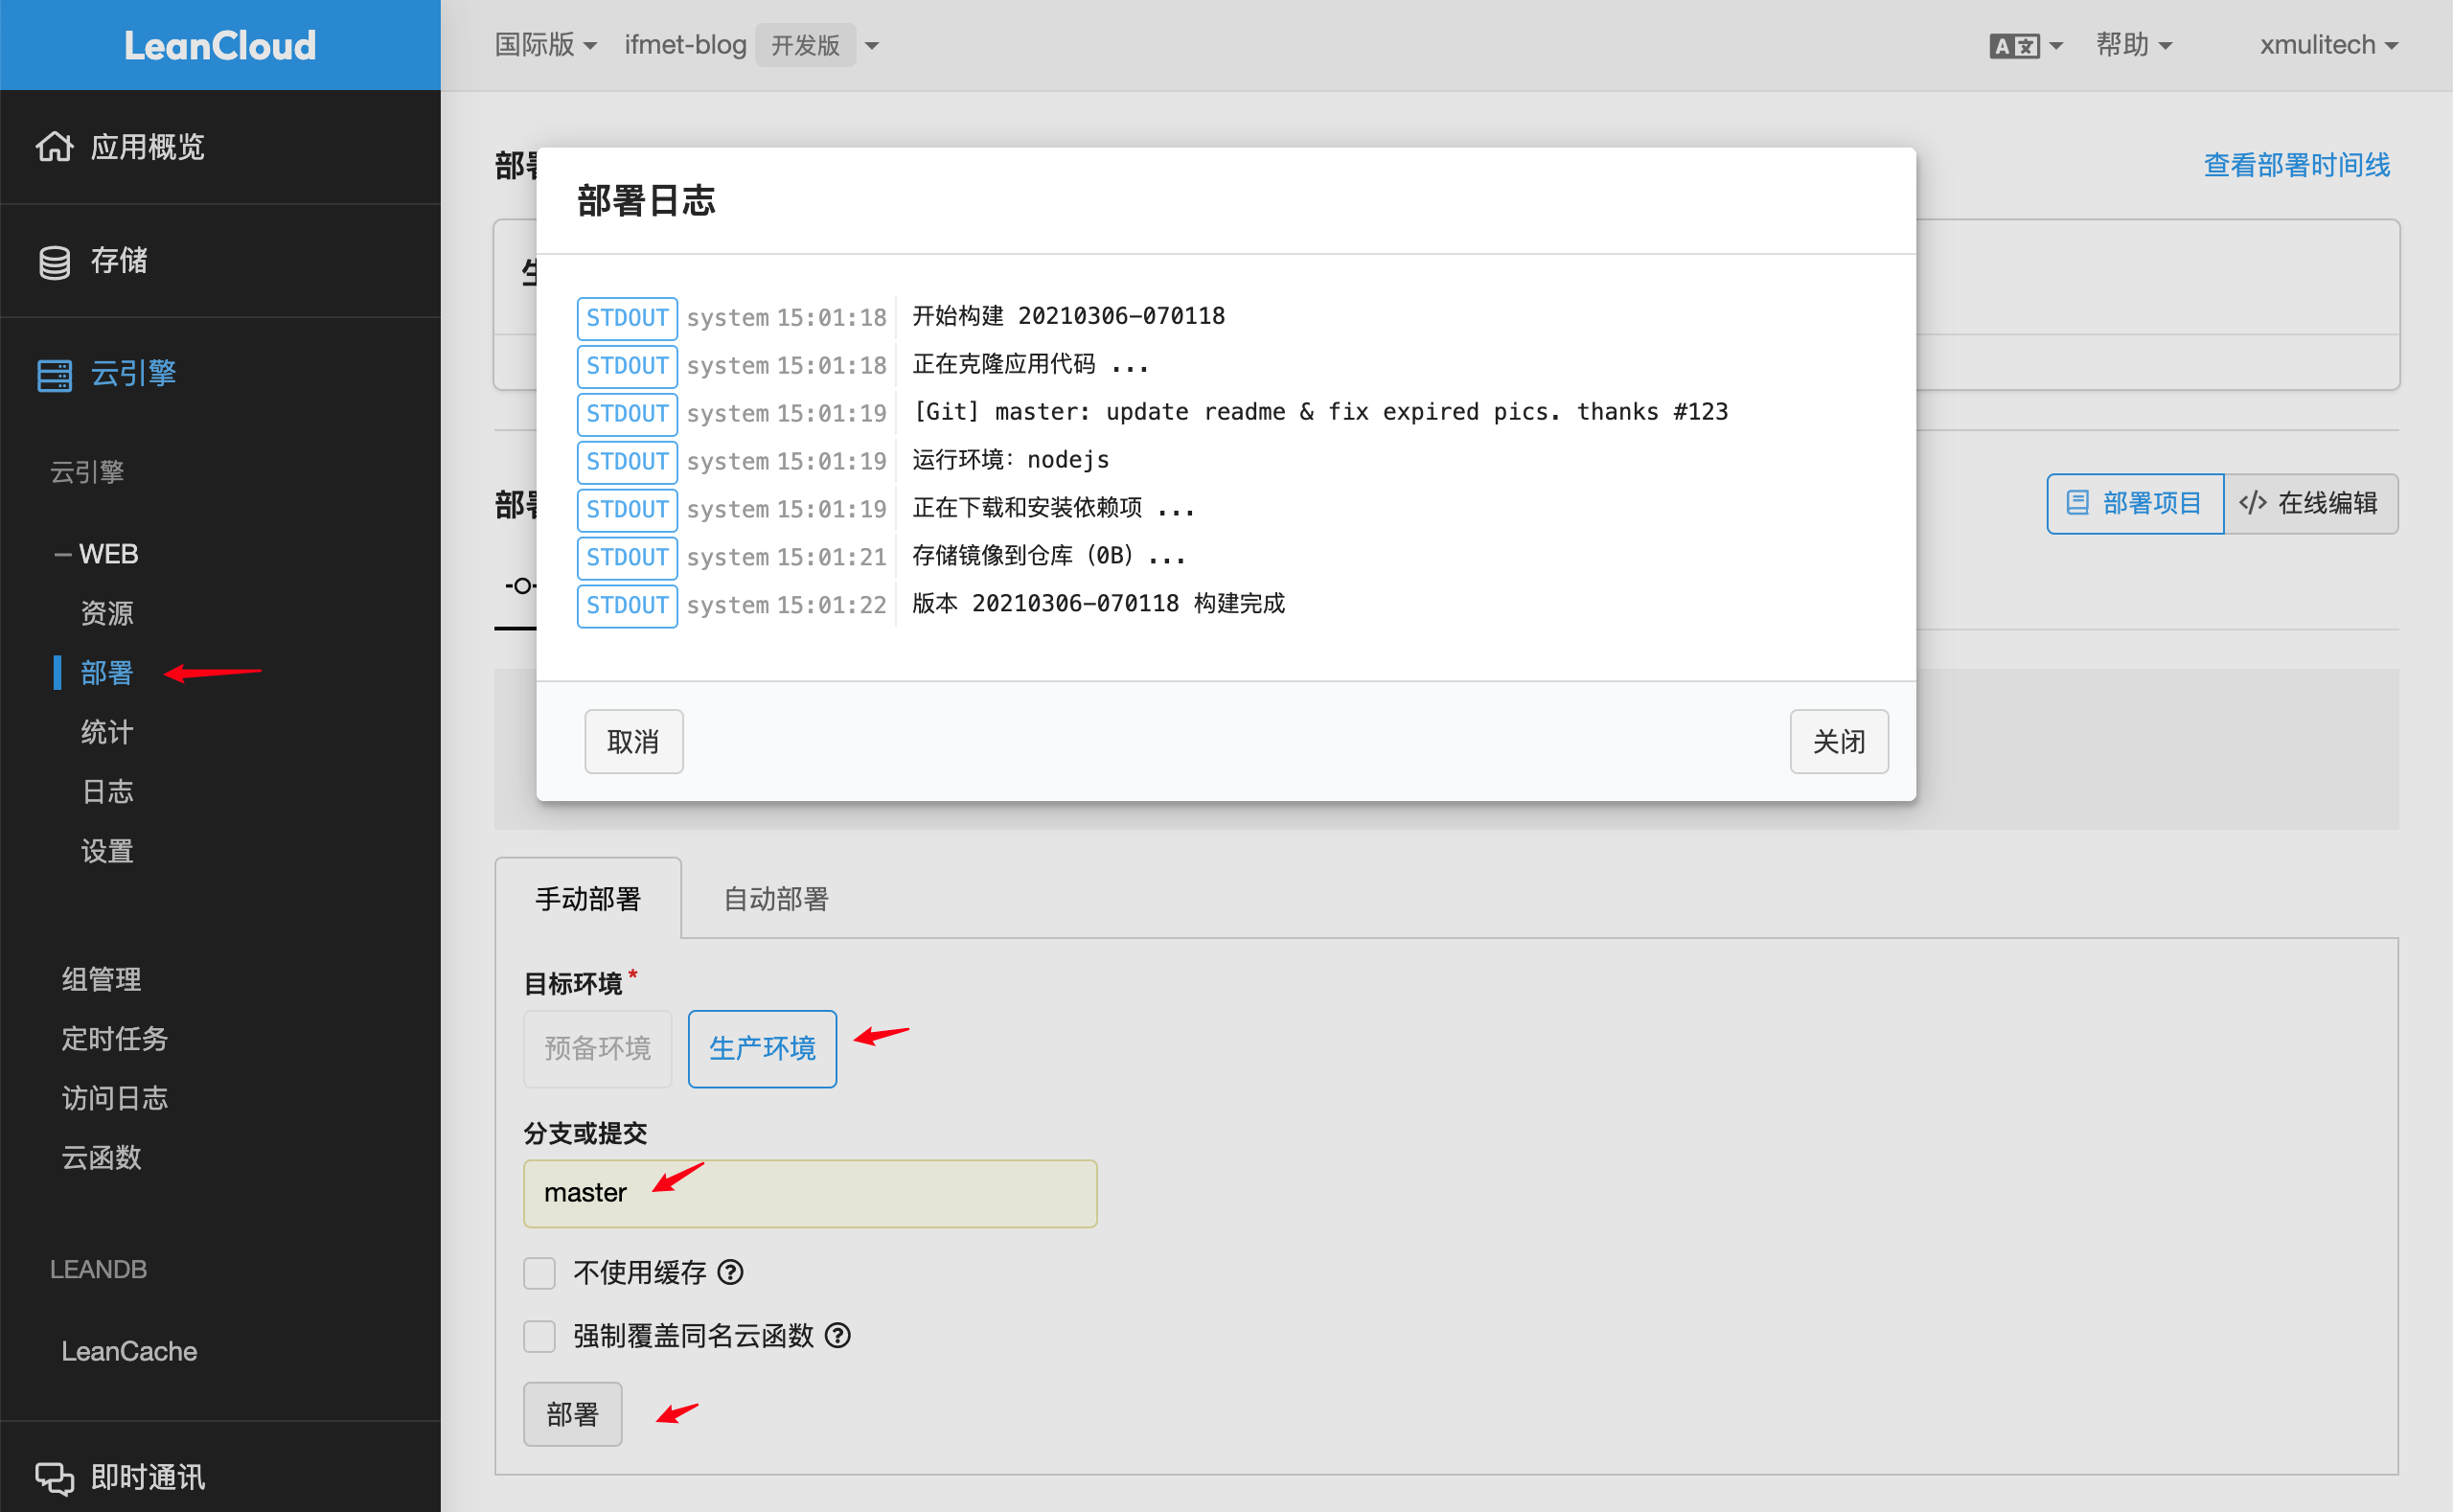 LeanCloud
国际版 ifmet-blog 开发版
帮助 xmulitech
应用概览
存储
云引擎
云引擎
WEB
资源
部署
统计
日志
设置
组管理
定时任务
访问日志
云函数
LEANDB
LeanCache
即时通讯
查看部署时间线
部署日志
STDOUT system 15:01:18 开始构建 20210306-070118
STDOUT system 15:01:18 正在克隆应用代码 ...
STDOUT system 15:01:19 [Git] master: update readme & fix expired pics. thanks #123
STDOUT system 15:01:19 运行环境：nodejs
STDOUT system 15:01:19 正在下载和安装依赖项 ...
STDOUT system 15:01:21 存储镜像到仓库（0B）...
STDOUT system 15:01:22 版本 20210306-070118 构建完成
取消 关闭
部署项目 </> 在线编辑
手动部署 自动部署
目标环境 *
预备环境 生产环境
分支或提交
master
不使用缓存
强制覆盖同名云函数
部署